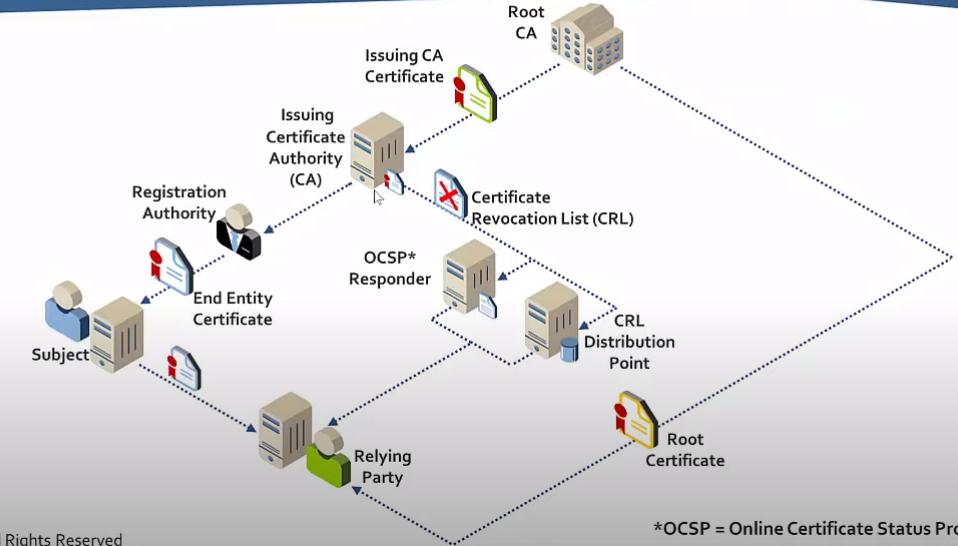 Root
CA
Issuing CA
Certificate
Issuing
Certificate
Authority
(CA)
Registration
Authority
Certificate
Revocation List (CRL)
OCSP*
Responder
End Entity
Certificate
CRL
Distribution
Point
Subject
Relying
Party
Root
Certificate
*OCSP = Online Certificate Status Pro
Rights Reserved